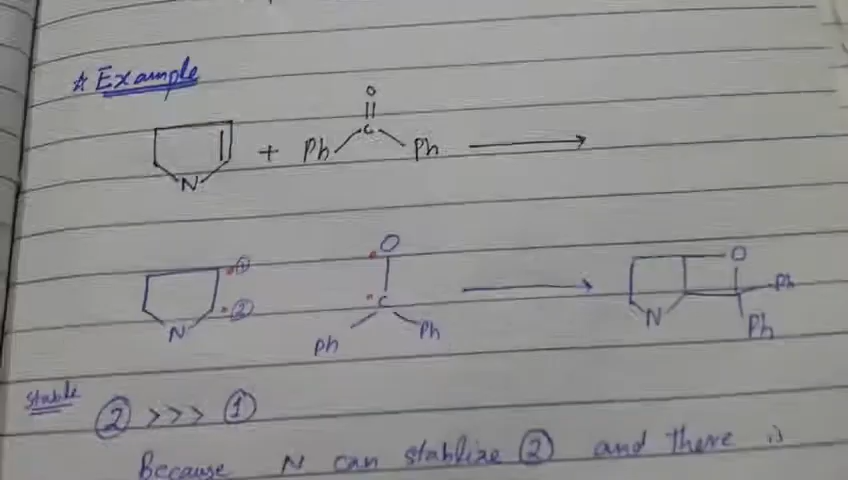 ☆ Example
O
N + Ph C Ph
① O
② C
N Ph Ph
O
N Ph
Ph
Stable ② >>> ①
Because N can stablize ② and there is